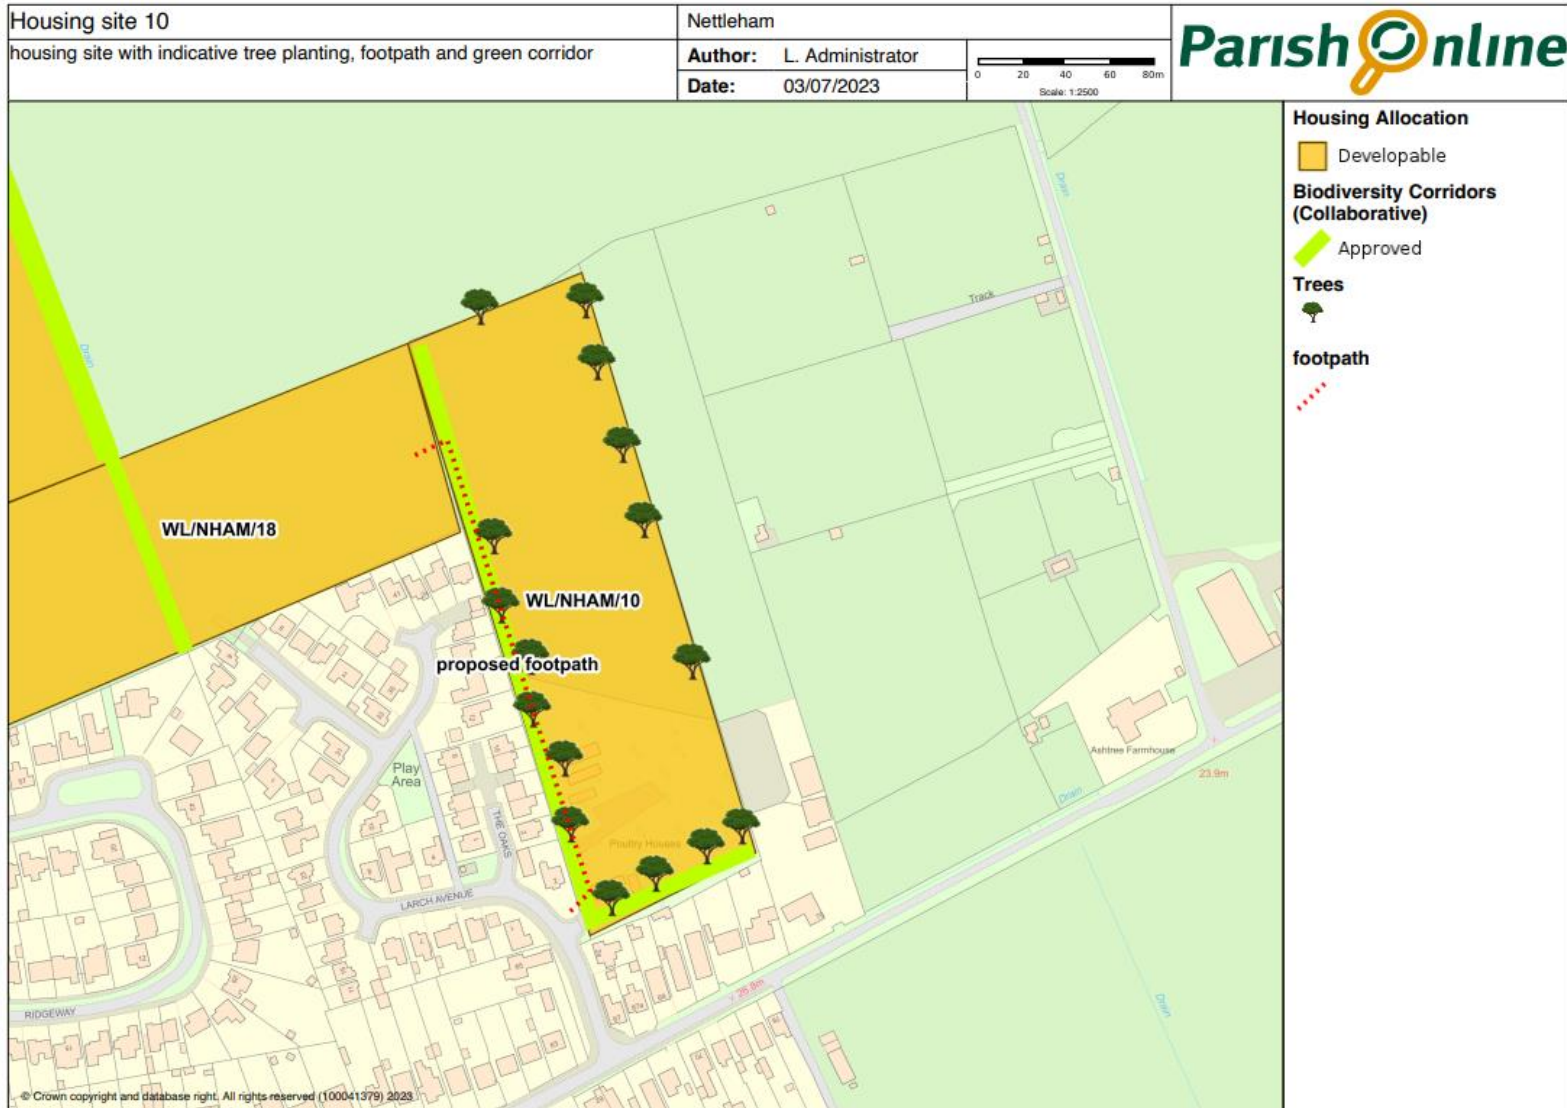 Housing site 10
housing site with indicative tree planting, footpath and green corridor
Nettleham
Author: L. Administrator
Date: 03/07/2023
0 20 40 60 80m
Scale: 1:2500
Parish Online
Housing Allocation
Developable
Biodiversity Corridors
(Collaborative)
Approved
Trees
footpath
Drain
Track
Drain
WL/NHAM/18
WL/NHAM/10
proposed footpath
Play
Area
THE OAKS
Poultry Houses
LARCH AVENUE
Ashtree Farmhouse
23.9m
Drain
26.8m
Drain
RIDGEWAY
© Crown copyright and database right. All rights reserved (100041379) 2023